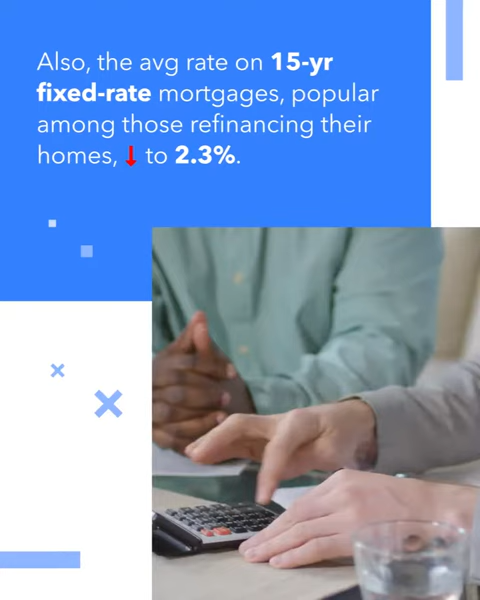 Also, the avg rate on 15-yr
fixed-rate mortgages, popular
among those refinancing their
homes, ↓ to 2.3%.